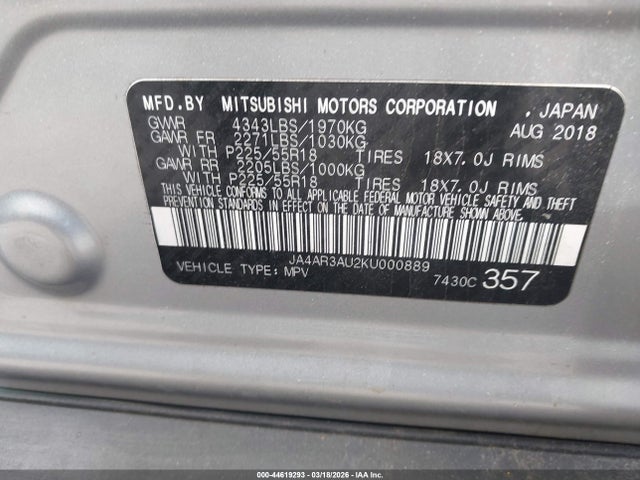 MFD.BY MITSUBISHI MOTORS CORPORATION . JAPAN
GVWR 4343LBS/1970KG AUG 2018
GAWR FR 2271LBS/1030KG
WITH P225/55R18 TIRES 18X7.0J RIMS
GAWR RR 2205LBS/1000KG
WITH P225/55R18 TIRES 18X7.0J RIMS
THIS VEHICLE CONFORMS TO ALL APPLICABLE FEDERAL MOTOR VEHICLE SAFETY AND THEFT
PREVENTION STANDARDS IN EFFECT ON THE DATE OF MANUFACTURE SHOWN ABOVE.
JA4AR3AU2KU000889
VEHICLE TYPE: MPV 7430C 357
000-44619293 - 03/18/2026 - IAA Inc.